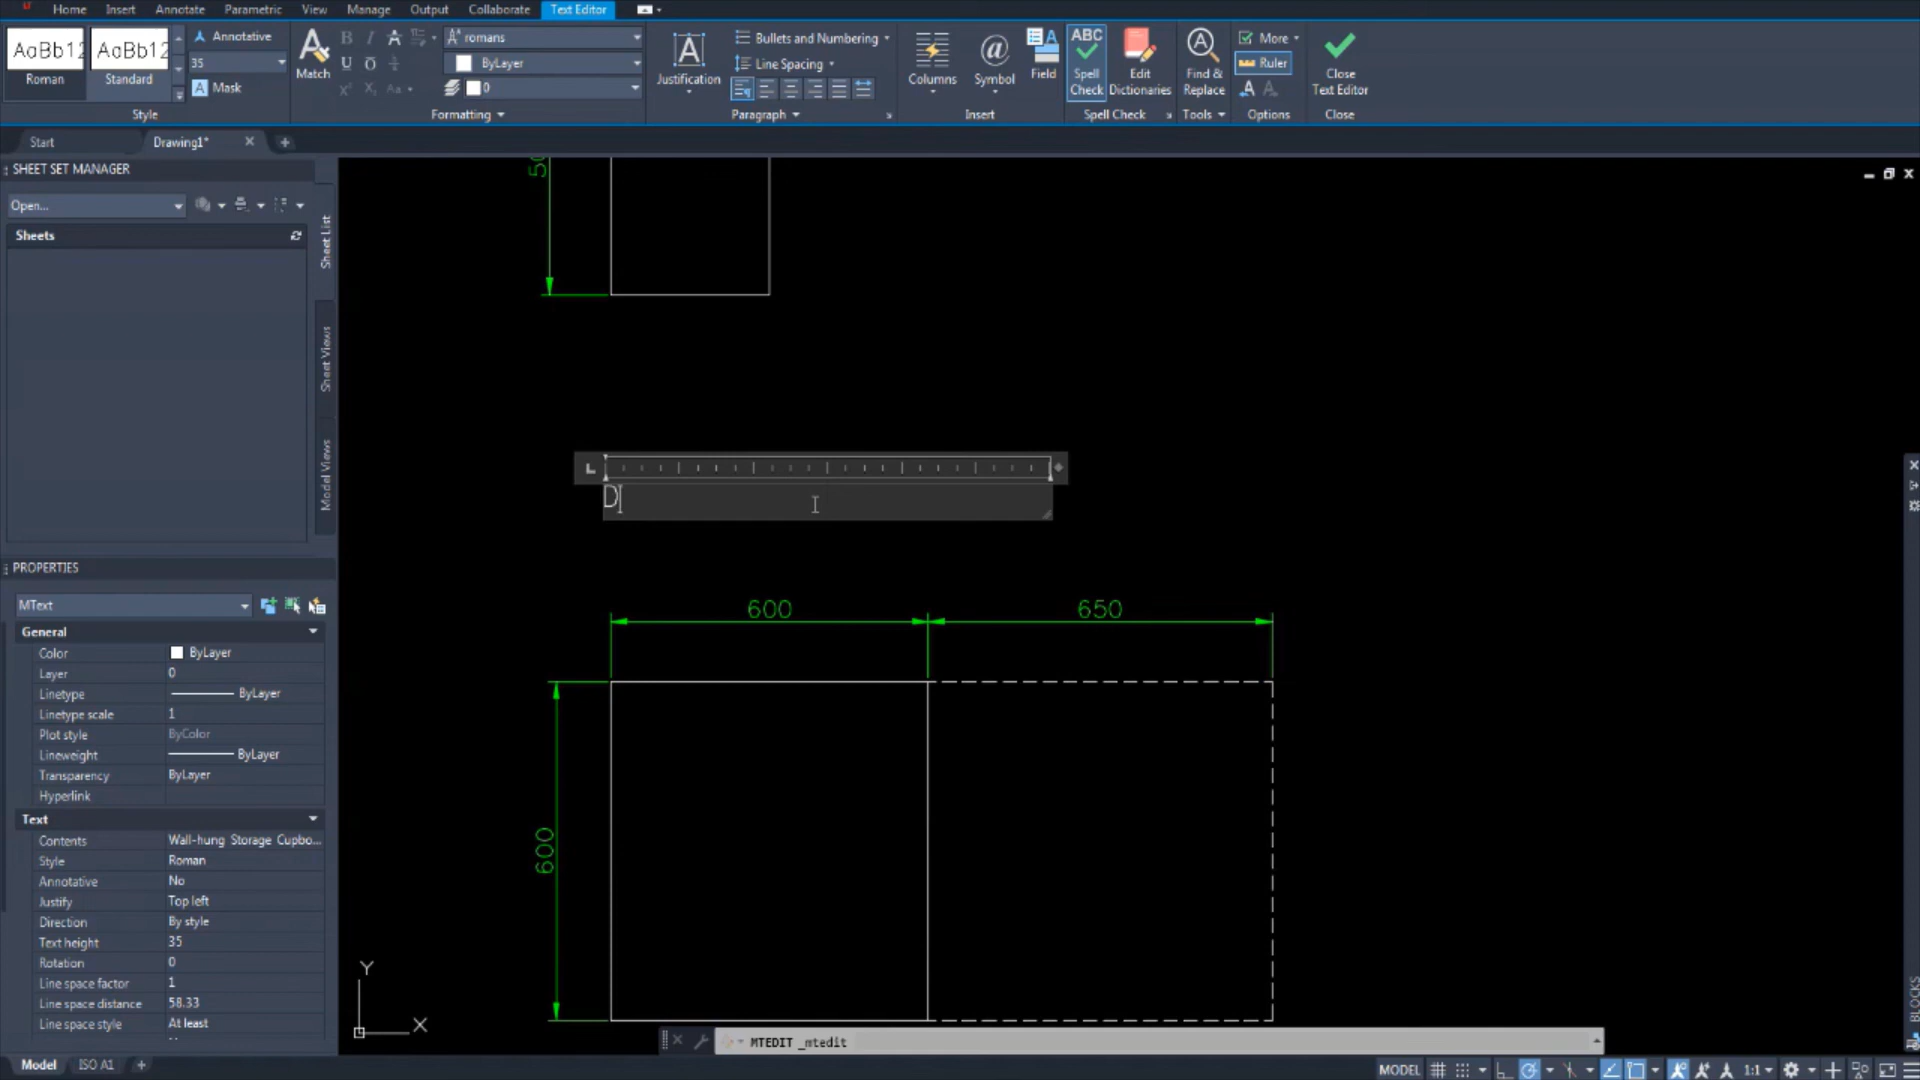 Home Insert Annotate Parametric View Manage Output Collaborate Text Editor
AaBb12 AaBb12 Annotative
35
Mask
Roman Standard
Style
Match
romans
ByLayer
0
Formatting
Justification
Bullets and Numbering
Line Spacing
Paragraph
Columns Symbol Field
Insert
ABC
Spell Check
Edit Dictionaries
Spell Check
Find & Replace
Tools
More
Ruler
Options
Close Text Editor
Close
Start Drawing1*
SHEET SET MANAGER
Open...
Sheets
Sheet List
Sheet Views
Model Views
PROPERTIES
MText
General
Color ByLayer
Layer 0
Linetype ByLayer
Linetype scale 1
Plot style ByColor
Lineweight ByLayer
Transparency ByLayer
Hyperlink
Text
Contents Wall-hung Storage Cupbo...
Style Roman
Annotative No
Justify Top left
Direction By style
Text height 35
Rotation 0
Line space factor 1
Line space distance 58.33
Line space style At least
50
D
600 650
600
Y
X
MTEDIT _mtedit
BLOCKS
Model ISO A1
MODEL 1:1